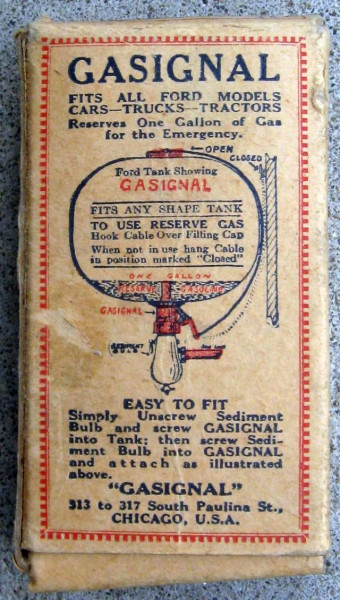 GASIGNAL
FITS ALL FORD MODELS
CARS—TRUCKS—TRACTORS
Reserves One Gallon of Gas
for the Emergency.
OPEN
CLOSED
Ford Tank Showing
GASIGNAL
FITS ANY SHAPE TANK
TO USE RESERVE GAS
Hook Cable Over Filling Cap
When not in use hang Cable
in position marked "Closed"
ONE GALLON
RESERVE GASOLINE
GASIGNAL
SEDIMENT
BULB
EASY TO FIT
Simply Unscrew Sediment
Bulb and screw GASIGNAL
into Tank; then screw Sedi-
ment Bulb into GASIGNAL
and attach as illustrated
above.
"GASIGNAL"
313 to 317 South Paulina St.,
CHICAGO, U.S.A.